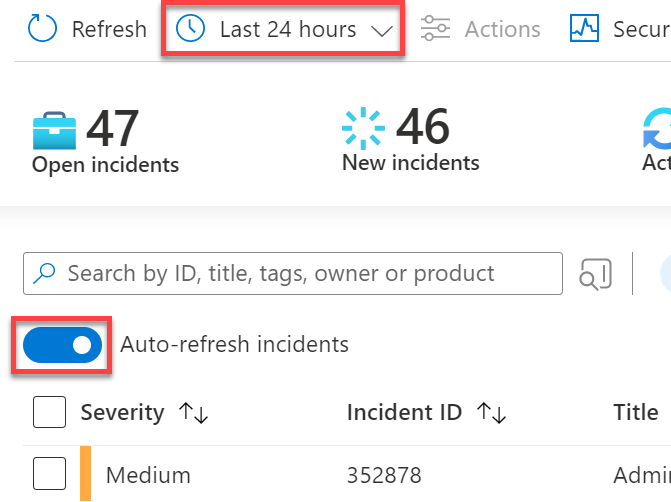 Refresh Last 24 hours Actions Secur
47 46
Open incidents New incidents Act
Search by ID, title, tags, owner or product
Auto-refresh incidents
Severity Incident ID Title
Medium 352878 Admi